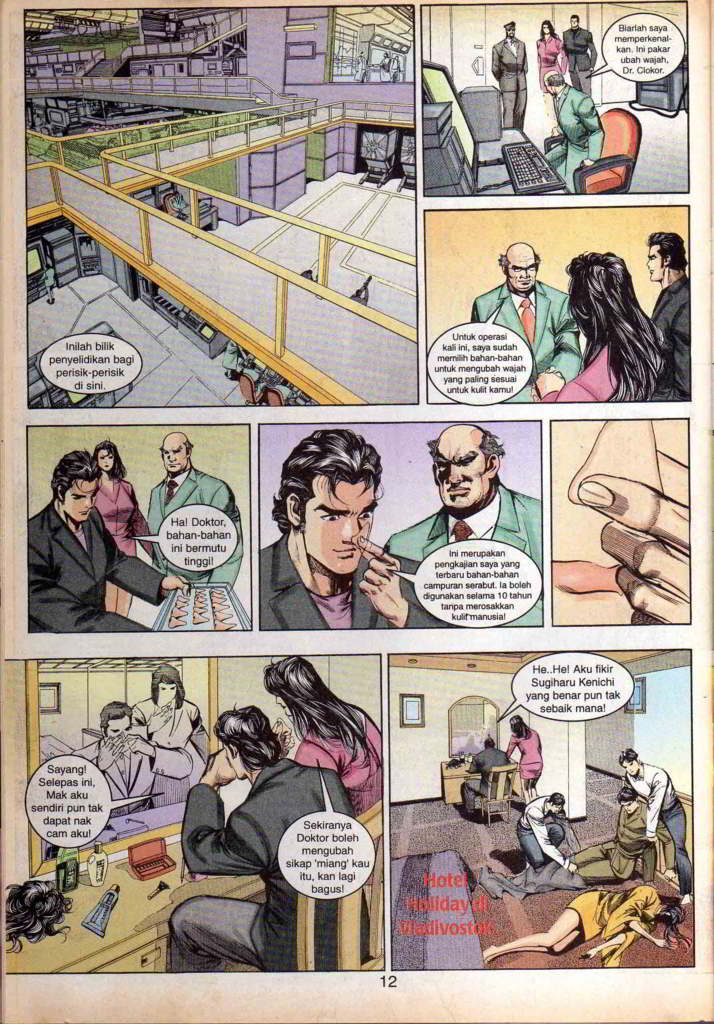 Inilah bilik
penyelidikan bagi
perisik-perisik
di sini.
Biarlah saya
memperkenal-
kan. Ini pakar
ubah wajah,
Dr. Clokor.
Untuk operasi
kali ini, saya sudah
memilih bahan-bahan
untuk mengubah wajah
yang paling sesuai
untuk kulit kamu!
Ha! Doktor,
bahan-bahan
ini bermutu
tinggi!
Ini merupakan
pengkajian saya yang
terbaru bahan-bahan
campuran serabut. Ia boleh
digunakan selama 10 tahun
tanpa merosakkan
kulit manusia!
Sayang!
Selepas ini,
Mak aku
sendiri pun tak
dapat nak
cam aku!
Sekiranya
Doktor boleh
mengubah
sikap 'miang' kau
itu, kan lagi
bagus!
He..He! Aku fikir
Sugiharu Kenichi
yang benar pun tak
sebaik mana!
Hotel
Holiday di
Vladivostok
12